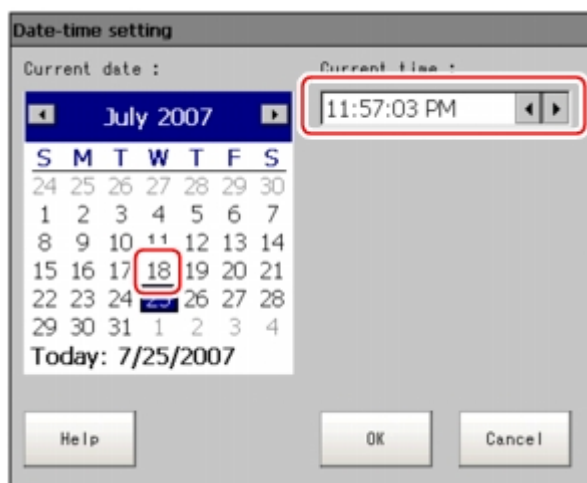 Date-time setting
Current date :
Current time :
July 2007
11:57:03 PM
S M T W T F S
24 25 26 27 28 29 30
1 2 3 4 5 6 7
8 9 10 11 12 13 14
15 16 17 18 19 20 21
22 23 24 25 26 27 28
29 30 31 1 2 3 4
Today: 7/25/2007
Help
OK
Cancel